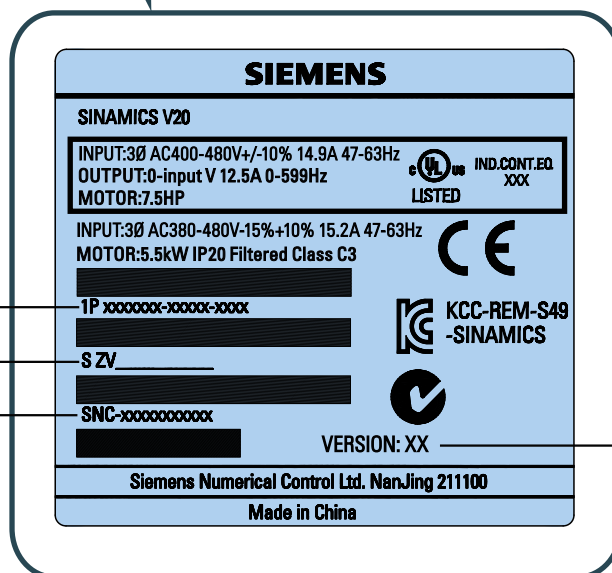 SIEMENS
SINAMICS V20
INPUT:3Ø AC400-480V+/-10% 14.9A 47-63Hz
OUTPUT:0-input V 12.5A 0-599Hz
MOTOR:7.5HP
c UL us
LISTED
IND.CONT.EQ.
XXX
INPUT:3Ø AC380-480V-15%+10% 15.2A 47-63Hz
MOTOR:5.5kW IP20 Filtered Class C3
CE
1P xxxxxxx-xxxxx-xxxx
KCC-REM-S49
-SINAMICS
S ZV____________
SNC-xxxxxxxxxxx
VERSION: XX
Siemens Numerical Control Ltd. NanJing 211100
Made in China